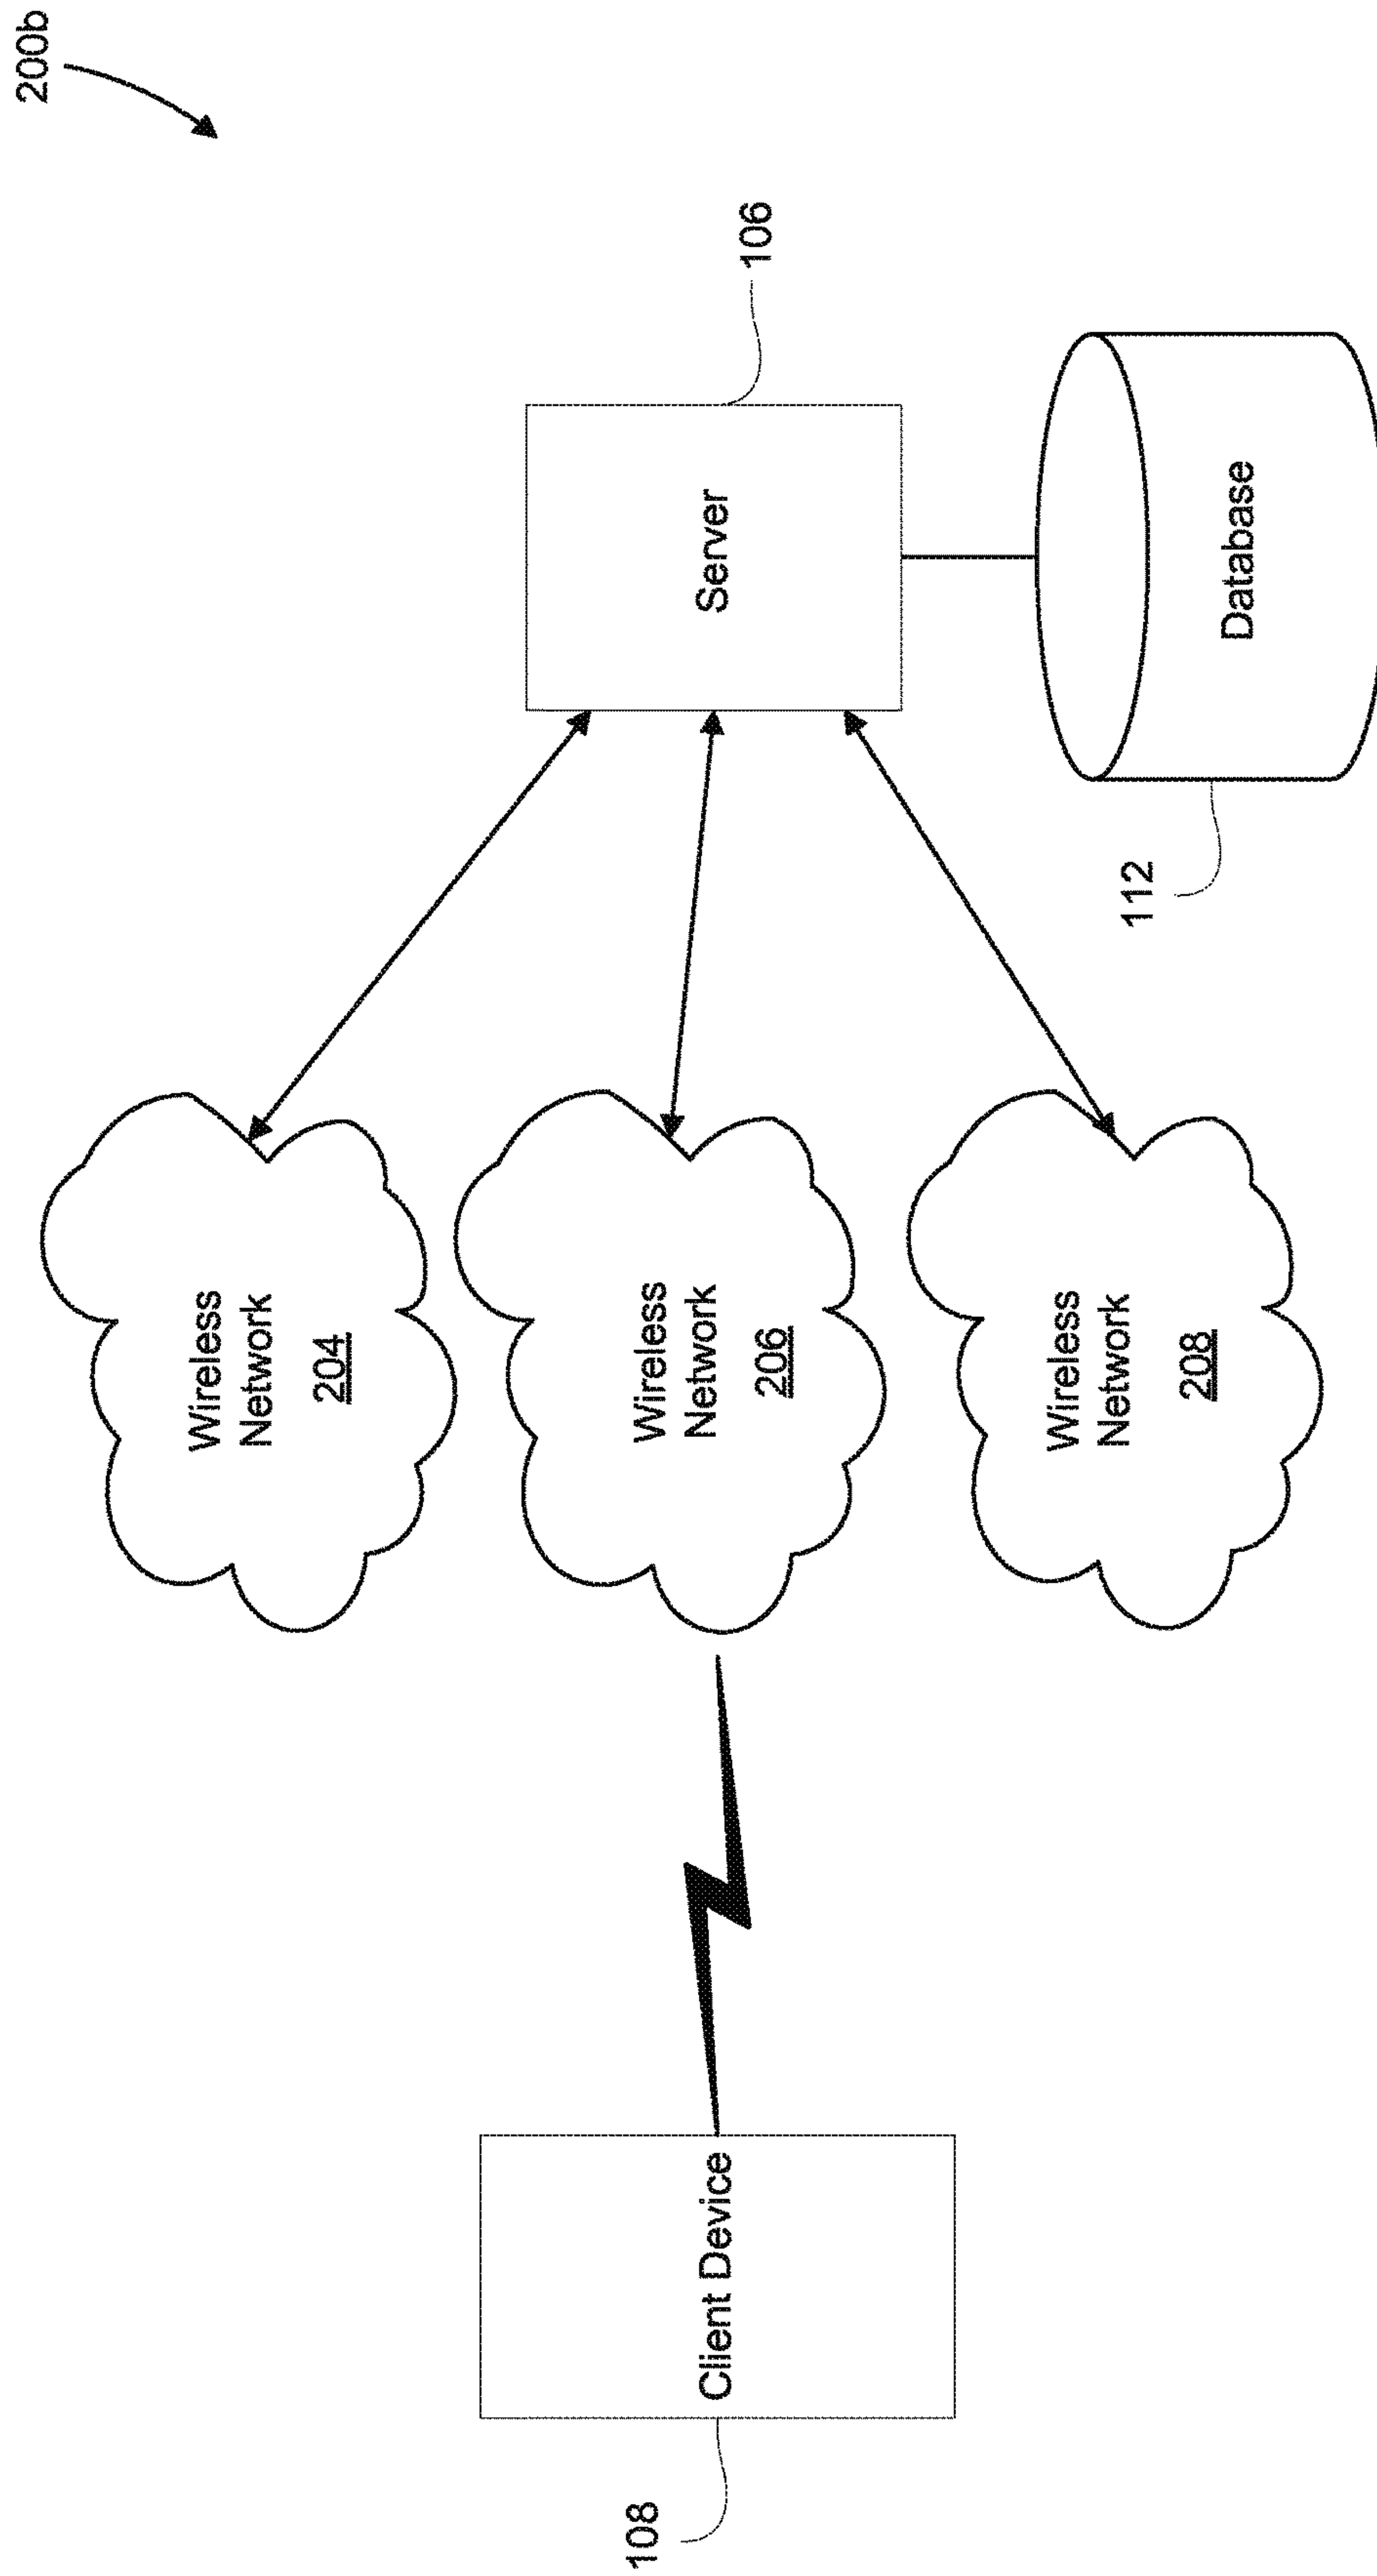 200b
Wireless
Network
204
Wireless
Network
206
Wireless
Network
208
Server
106
Client Device
108
Database
112